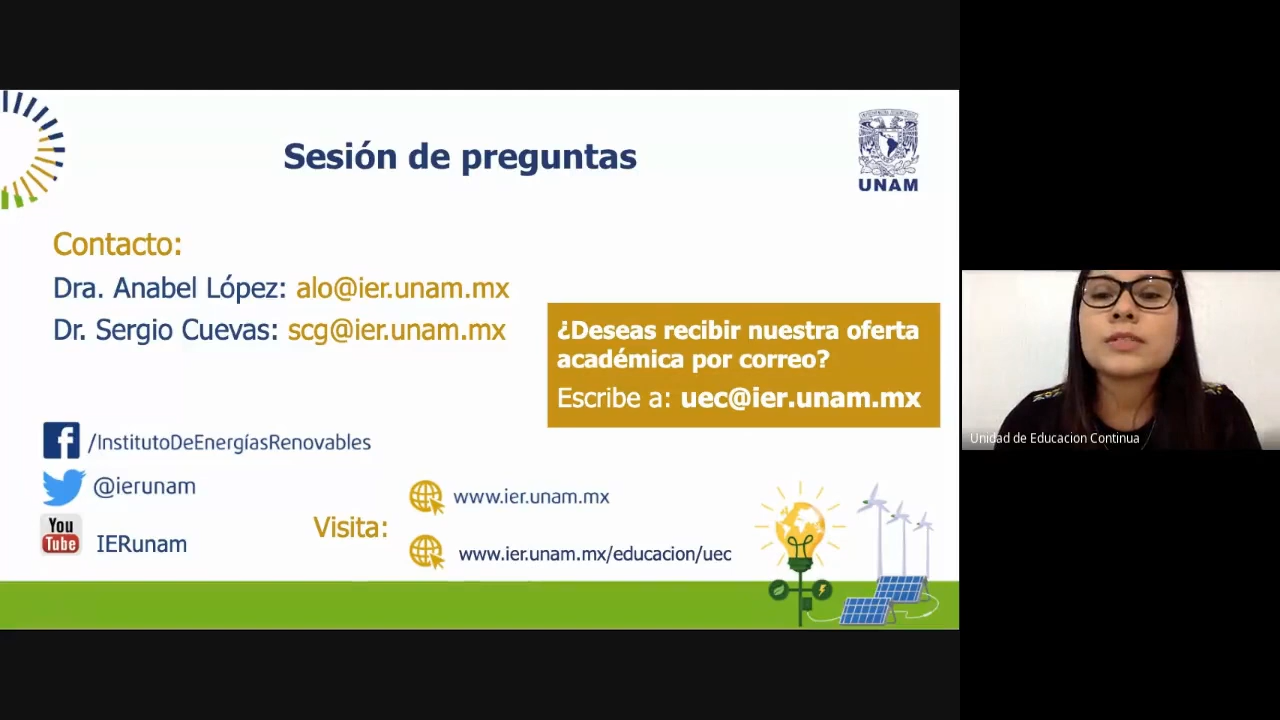 Sesión de preguntas
UNAM
Contacto:
Dra. Anabel López: alo@ier.unam.mx
Dr. Sergio Cuevas: scg@ier.unam.mx
¿Deseas recibir nuestra oferta
académica por correo?
Escribe a: uec@ier.unam.mx
/InstitutoDeEnergíasRenovables
@ierunam
You
Tube
IERunam
Visita:
www.ier.unam.mx
www.ier.unam.mx/educacion/uec
Unidad de Educacion Continua